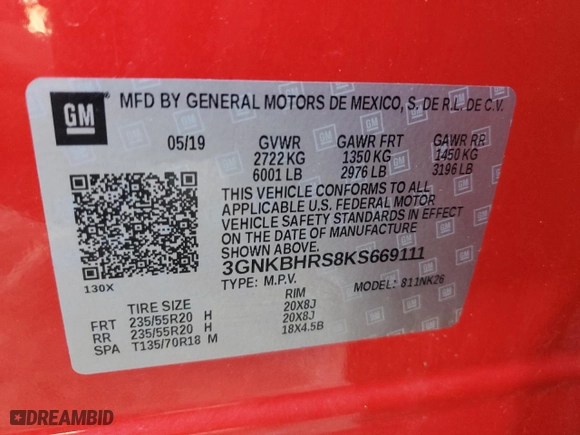 GM MFD BY GENERAL MOTORS DE MEXICO, S. DE R.L. DE C.V.
05/19 GVWR GAWR FRT GAWR RR
2722 KG 1350 KG 1450 KG
6001 LB 2976 LB 3196 LB
THIS VEHICLE CONFORMS TO ALL
APPLICABLE U.S. FEDERAL MOTOR
VEHICLE SAFETY STANDARDS IN EFFECT
ON THE DATE OF MANUFACTURE
SHOWN ABOVE.
3GNKBHRS8KS669111
130X
TYPE: M.P.V. MODEL: 811NK26
TIRE SIZE RIM
FRT 235/55R20 H 20X8J
RR 235/55R20 H 20X8J
SPA T135/70R18 M 18X4.5B
DREAMBID